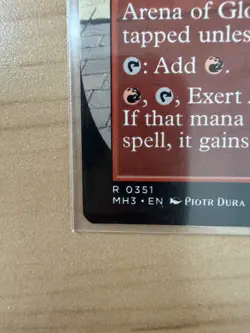 Arena of Glo
tapped unles
: Add .
, , Exert
If that mana
spell, it gains
R 0351
MH3 • EN PIOTR DURA